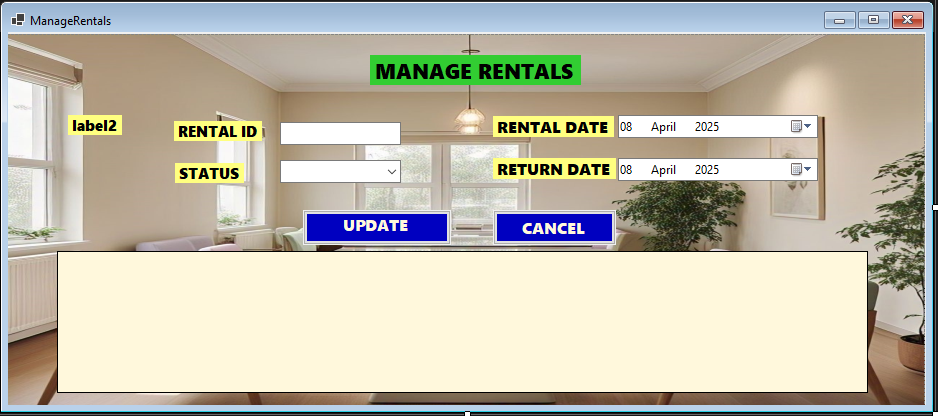 ManageRentals
MANAGE RENTALS
label2
RENTAL ID
RENTAL DATE 08 April 2025
STATUS
RETURN DATE 08 April 2025
UPDATE CANCEL